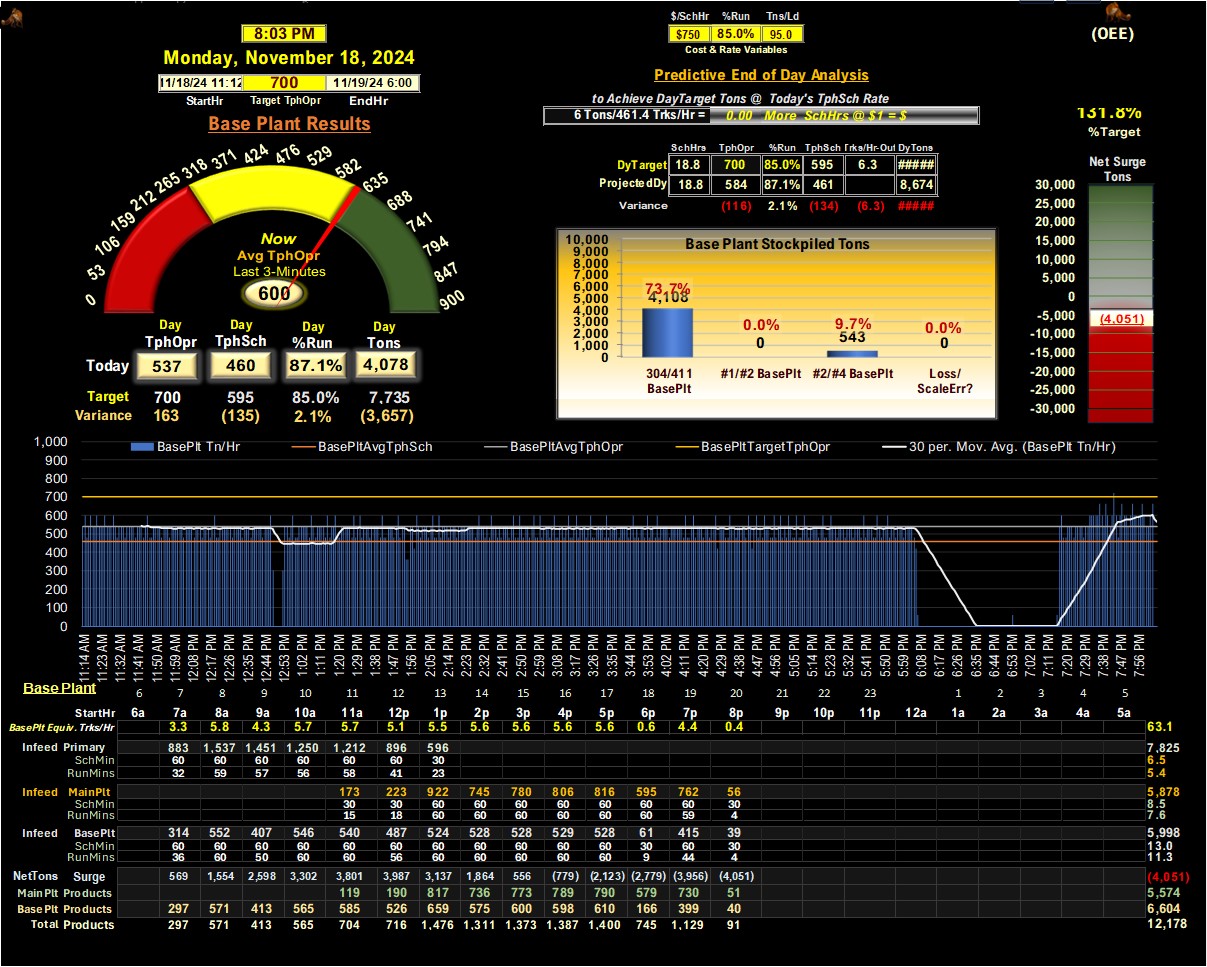 8:03 PM
Monday, November 18, 2024
11/18/24 11:12 700 11/19/24 6:00
StartHr Target TphOpr EndHr
Base Plant Results
0 53 106 159 212 265 318 371 424 476 529 582 635 688 741 794 847 900
Now
Avg TphOpr
Last 3-Minutes
600
Day Day Day Day
TphOpr TphSch %Run Tons
Today 537 460 87.1% 4,078
Target 700 595 85.0% 7,735
Variance 163 (135) 2.1% (3,657)
$/SchHr %Run Tns/Ld
$750 85.0% 95.0
Cost & Rate Variables
Predictive End of Day Analysis
to Achieve DayTarget Tons @ Today's TphSch Rate
6 Tons/461.4 Trks/Hr = 0.00 More SchHrs @ $1 = $
SchHrs TphOpr %Run TphSch Trks/Hr-Out DyTons
DyTarget 18.8 700 85.0% 595 6.3 #####
ProjectedDy 18.8 584 87.1% 461 8,674
Variance (116) 2.1% (134) (6.3) #####
Base Plant Stockpiled Tons
10,000
9,000
8,000
7,000
6,000
5,000
4,000
3,000
2,000
1,000
0
73.7% 0.0% 9.7% 0.0%
4,108 0 543 0
304/411 #1/#2 BasePlt #2/#4 BasePlt Loss/
BasePlt ScaleErr?
(OEE)
131.8%
%Target
Net Surge
Tons
30,000
25,000
20,000
15,000
10,000
5,000
0
-5,000
(4,051)
-10,000
-15,000
-20,000
-25,000
-30,000
BasePlt Tn/Hr BasePltAvgTphSch BasePltAvgTphOpr BasePltTargetTphOpr 30 per. Mov. Avg. (BasePlt Tn/Hr)
1,000
900
800
700
600
500
400
300
200
100
0
11:14 AM 11:23 AM 11:32 AM 11:41 AM 11:50 AM 11:59 AM 12:08 PM 12:17 PM 12:26 PM 12:35 PM 12:44 PM 12:53 PM 1:02 PM 1:11 PM 1:20 PM 1:29 PM 1:38 PM 1:47 PM 1:56 PM 2:05 PM 2:14 PM 2:23 PM 2:32 PM 2:41 PM 2:50 PM 2:59 PM 3:08 PM 3:17 PM 3:26 PM 3:35 PM 3:44 PM 3:53 PM 4:02 PM 4:11 PM 4:20 PM 4:29 PM 4:38 PM 4:47 PM 4:56 PM 5:05 PM 5:14 PM 5:23 PM 5:32 PM 5:41 PM 5:50 PM 5:59 PM 6:08 PM 6:17 PM 6:26 PM 6:35 PM 6:44 PM 6:53 PM 7:02 PM 7:11 PM 7:20 PM 7:29 PM 7:38 PM 7:47 PM 7:56 PM
Base Plant 6 7 8 9 10 11 12 13 14 15 16 17 18 19 20 21 22 23 1 2 3 4 5
StartHr 6a 7a 8a 9a 10a 11a 12p 1p 2p 3p 4p 5p 6p 7p 8p 9p 10p 11p 12a 1a 2a 3a 4a 5a
BasePlt Equiv. Trks/Hr 3.3 5.8 4.3 5.7 5.7 5.1 5.5 5.6 5.6 5.6 5.6 0.6 4.4 0.4 63.1
Infeed Primary 883 1,537 1,451 1,250 1,212 896 596 7,825
SchMin 60 60 60 60 60 60 30 6.5
RunMins 32 59 57 56 58 41 23 5.4
Infeed MainPlt 173 223 922 745 780 806 816 595 762 56 5,878
SchMin 30 30 60 60 60 60 60 60 60 30 8.5
RunMins 15 18 60 60 60 60 60 60 59 4 7.6
Infeed BasePlt 314 552 407 546 540 487 524 528 528 529 528 61 415 39 5,998
SchMin 60 60 60 60 60 60 60 60 60 60 60 30 60 30 13.0
RunMins 36 60 50 60 60 56 60 60 60 60 60 9 44 4 11.3
NetTons Surge 569 1,554 2,598 3,302 3,801 3,987 3,137 1,864 556 (779) (2,123) (2,779) (3,956) (4,051) (4,051)
MainPlt Products 119 190 817 736 773 789 790 579 730 51 5,574
BasePlt Products 297 571 413 565 585 526 659 575 600 598 610 166 399 40 6,604
Total Products 297 571 413 565 704 716 1,476 1,311 1,373 1,387 1,400 745 1,129 91 12,178